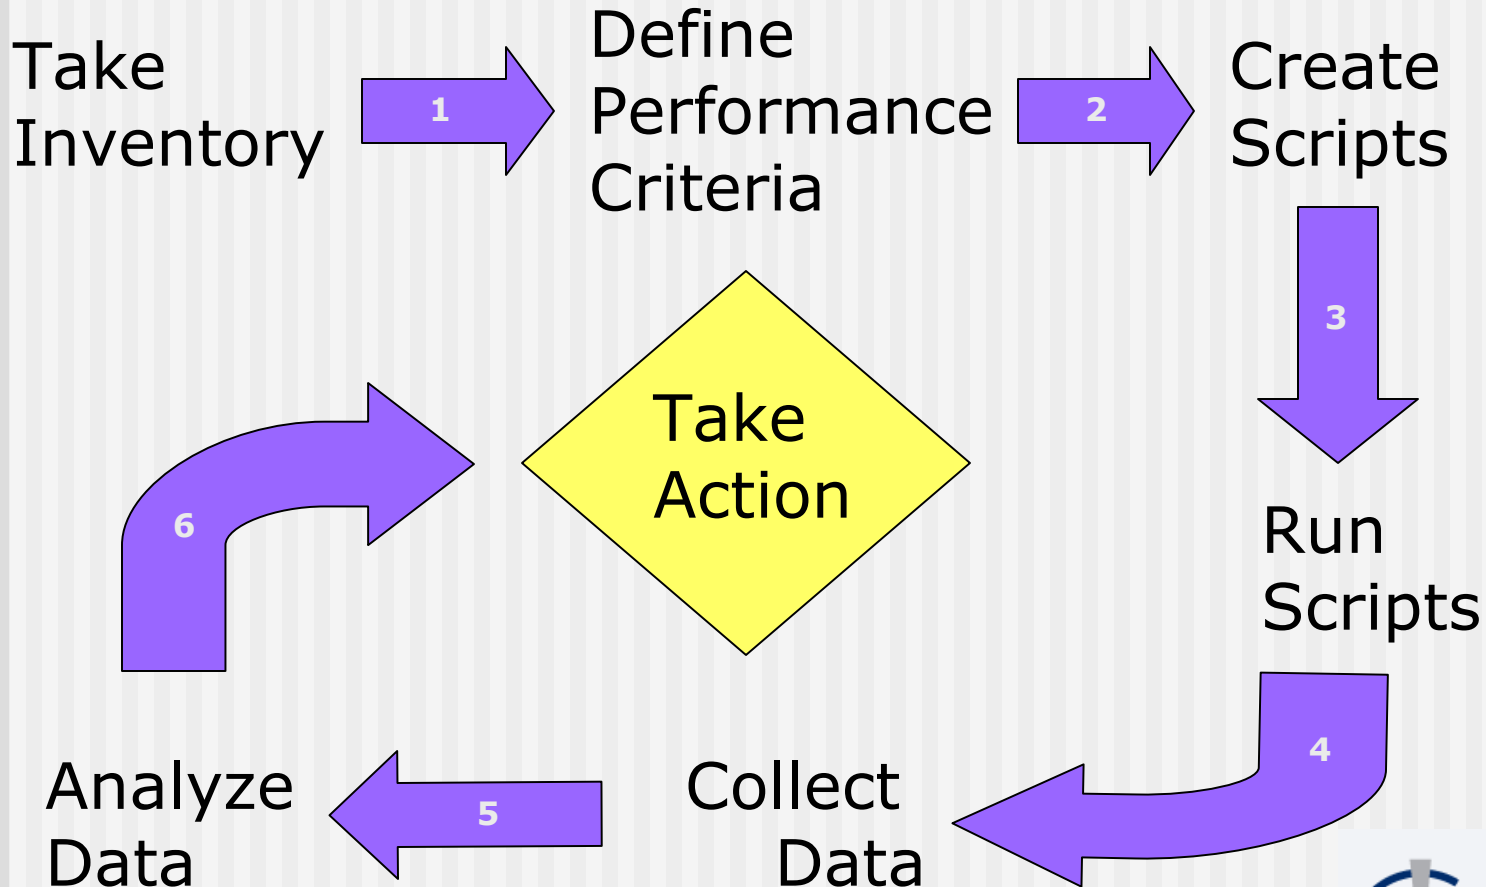 Take
Inventory
1
Define
Performance
Criteria
2
Create
Scripts
3
Take
Action
6
Run
Scripts
4
Analyze
Data
5
Collect
Data